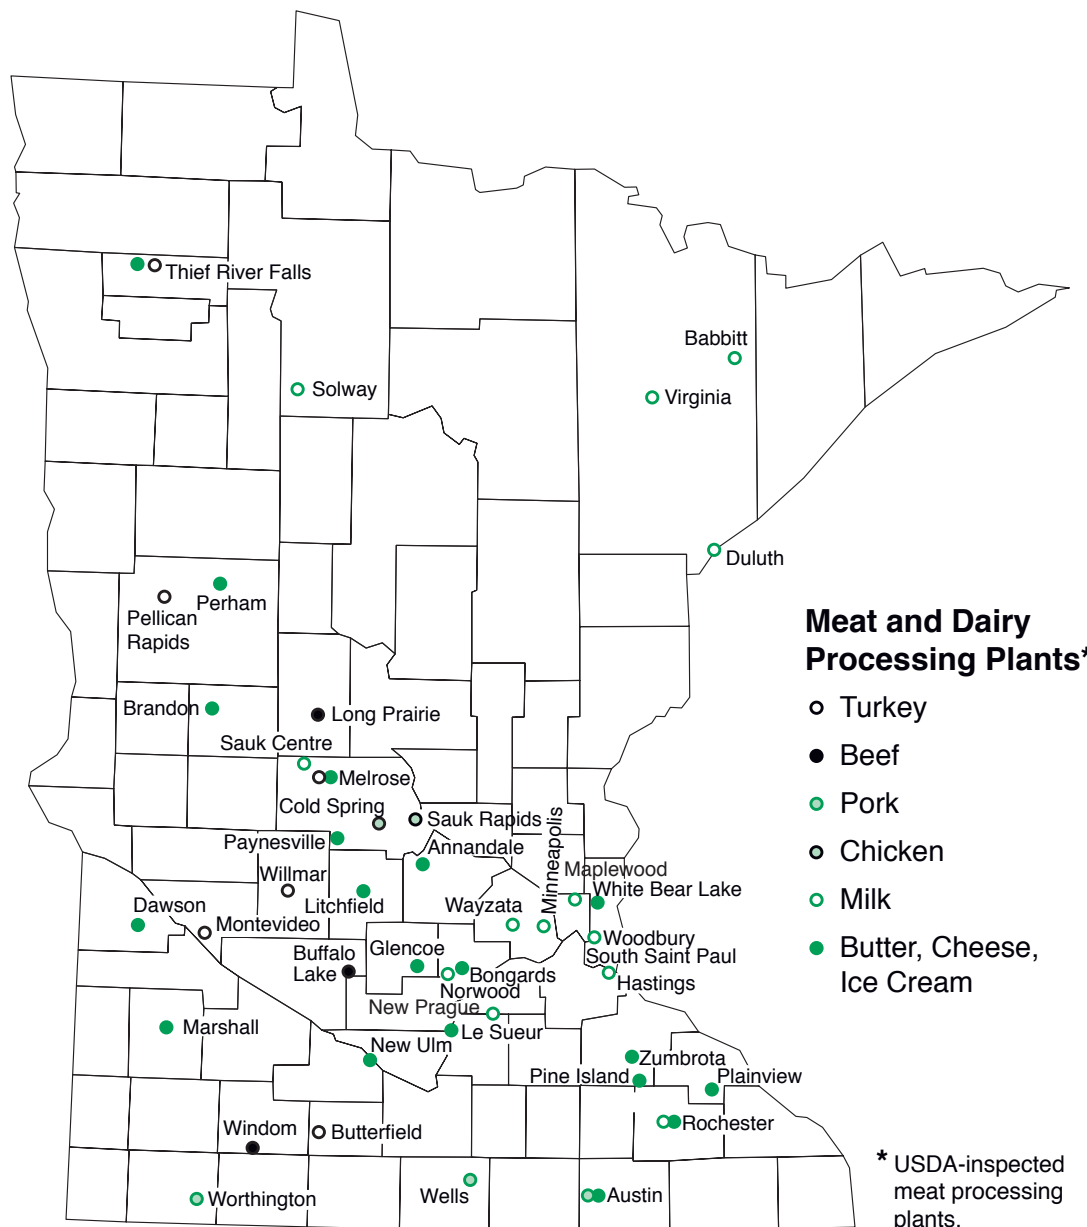 Thief River Falls
Babbitt
Solway
Virginia
Duluth
Perham
Pellican
Rapids
Brandon
Long Prairie
Sauk Centre
Melrose
Cold Spring
Sauk Rapids
Paynesville
Annandale
Minneapolis
Maplewood
Willmar
White Bear Lake
Litchfield
Wayzata
Dawson
Montevideo
Woodbury
Glencoe
South Saint Paul
Buffalo
Lake
Bongards
Hastings
Norwood
New Prague
Marshall
Le Sueur
New Ulm
Zumbrota
Pine Island
Plainview
Windom
Butterfield
Rochester
Worthington
Wells
Austin
Meat and Dairy
Processing Plants*
Turkey
Beef
Pork
Chicken
Milk
Butter, Cheese,
Ice Cream
* USDA-inspected
meat processing
plants.